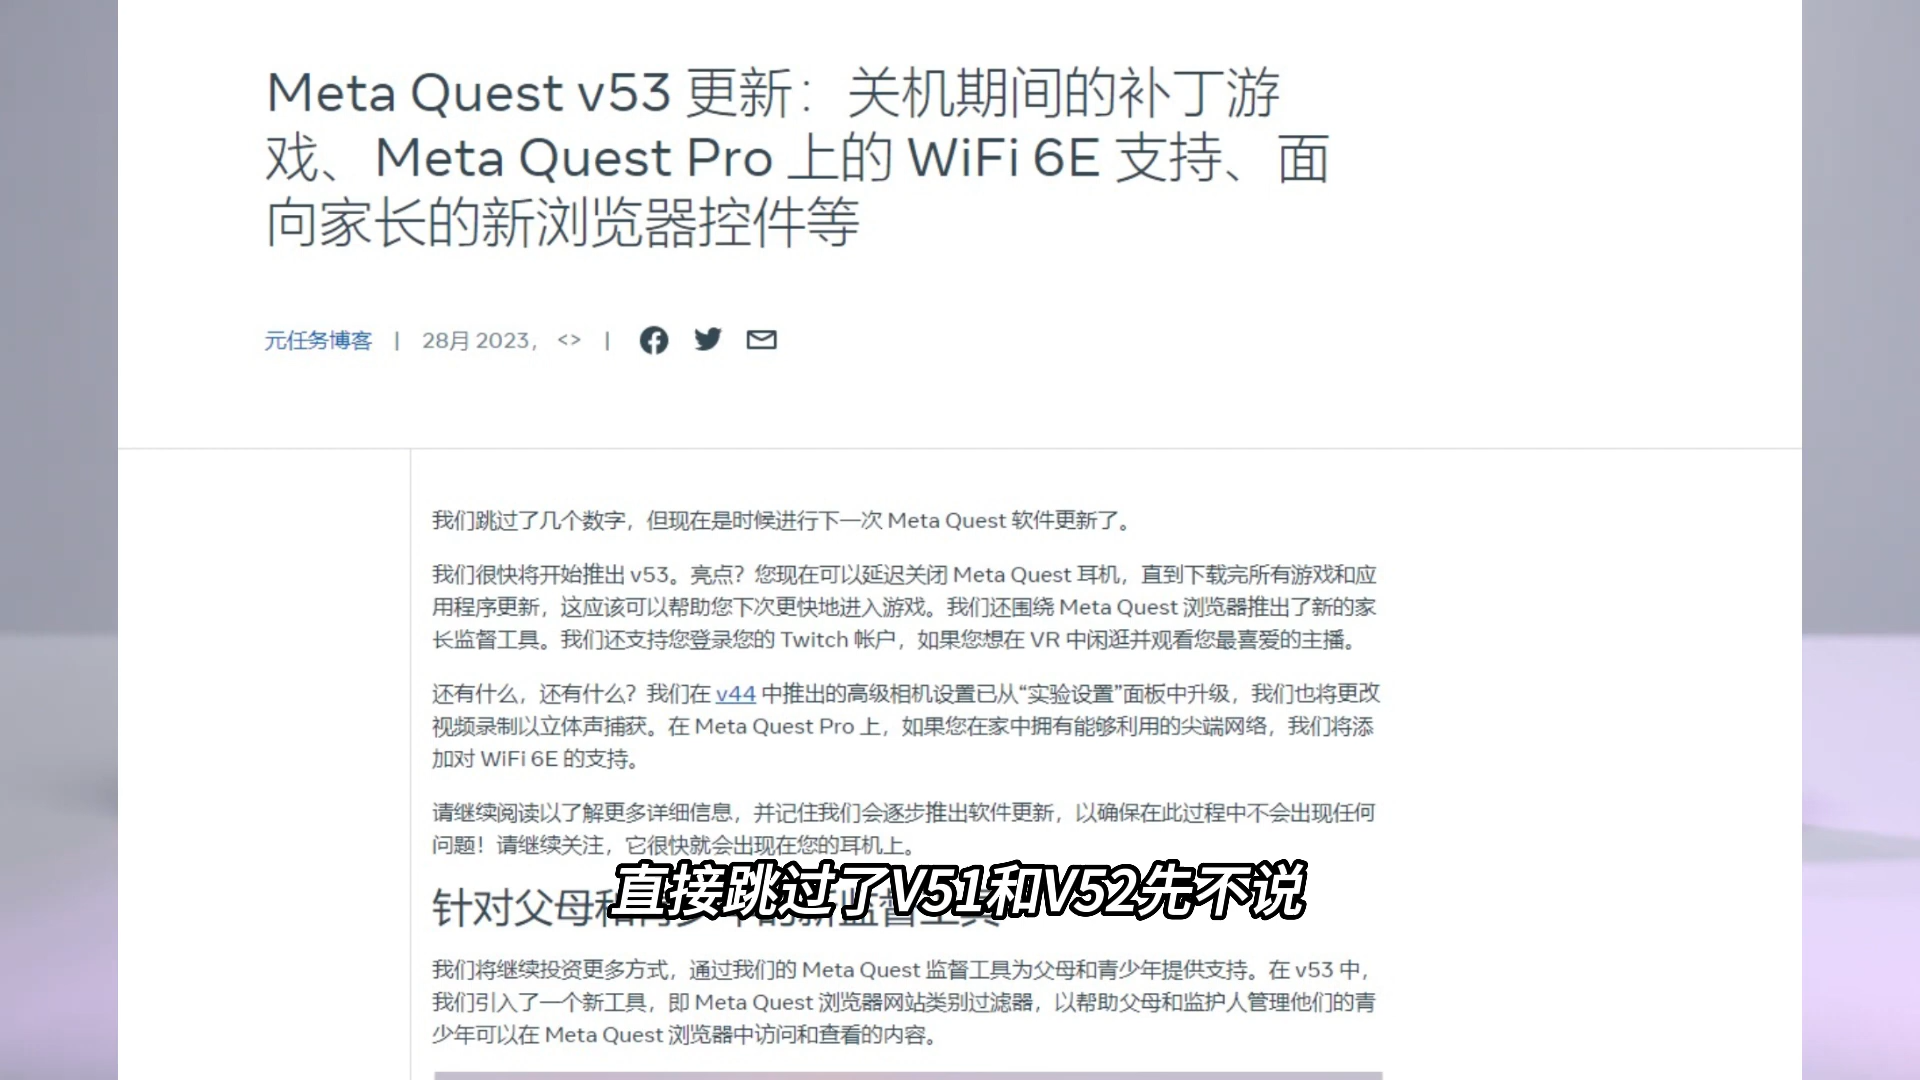 Meta Quest v53 更新：关机期间的补丁游
戏、Meta Quest Pro 上的 WiFi 6E 支持、面
向家长的新浏览器控件等
元任务博客 | 28月 2023， <> |
我们跳过了几个数字，但现在是时候进行下一次 Meta Quest 软件更新了。
我们很快将开始推出 v53。亮点？您现在可以延迟关闭 Meta Quest 耳机，直到下载完所有游戏和应
用程序更新，这应该可以帮助您下次更快地进入游戏。我们还围绕 Meta Quest 浏览器推出了新的家
长监督工具。我们还支持您登录您的 Twitch 帐户，如果您想在 VR 中闲逛并观看您最喜爱的主播。
还有什么，还有什么？我们在 v44 中推出的高级相机设置已从“实验设置”面板中升级，我们也将更改
视频录制以立体声捕获。在 Meta Quest Pro 上，如果您在家中拥有能够利用的尖端网络，我们将添
加对 WiFi 6E 的支持。
请继续阅读以了解更多详细信息，并记住我们会逐步推出软件更新，以确保在此过程中不会出现任何
问题！请继续关注，它很快就会出现在您的耳机上。
直接跳过了V51和V52先不说
针对父母和青少年的新监督工具
我们将继续投资更多方式，通过我们的 Meta Quest 监督工具为父母和青少年提供支持。在 v53 中，
我们引入了一个新工具，即 Meta Quest 浏览器网站类别过滤器，以帮助父母和监护人管理他们的青
少年可以在 Meta Quest 浏览器中访问和查看的内容。